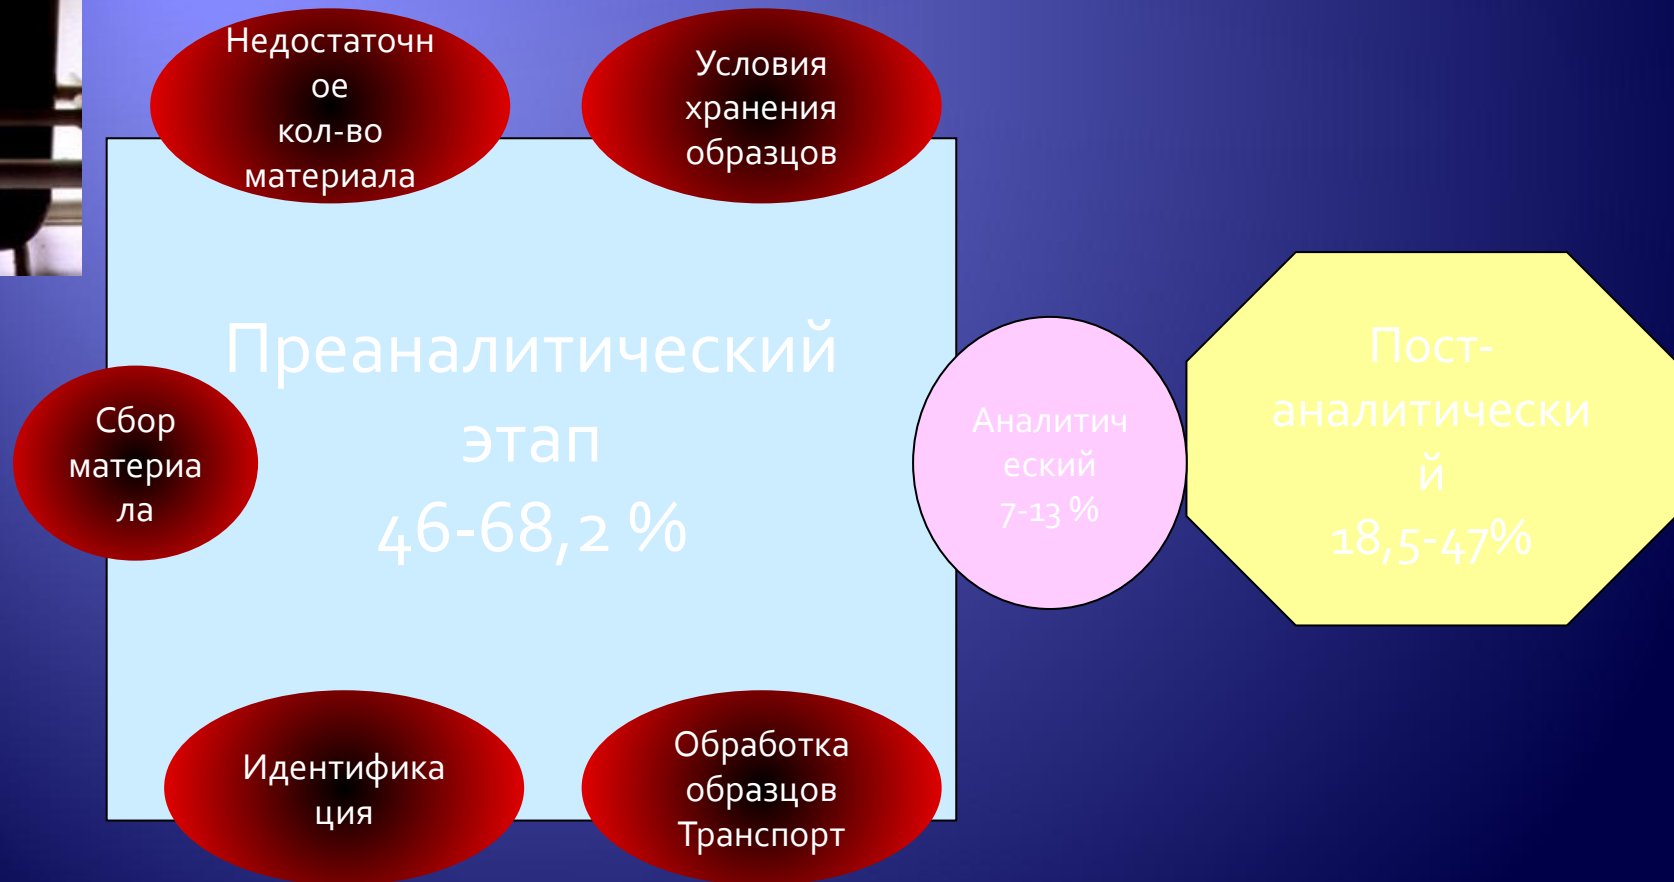 Недостаточн
ое
кол-во
материала
Условия
хранения
образцов
Преаналитический
этап
46-68,2 %
Сбор
материа
ла
Аналитич
еский
7-13 %
Пост-
аналитически
й
18,5-47%
Идентифика
ция
Обработка
образцов
Транспорт